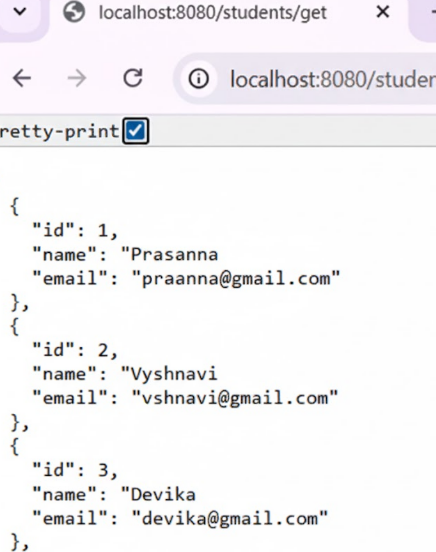 localhost:8080/students/get
localhost:8080/studer
retty-print
{
"id": 1,
"name": "Prasanna
"email": "praanna@gmail.com"
},
{
"id": 2,
"name": "Vyshnavi
"email": "vshnavi@gmail.com"
},
{
"id": 3,
"name": "Devika
"email": "devika@gmail.com"
},